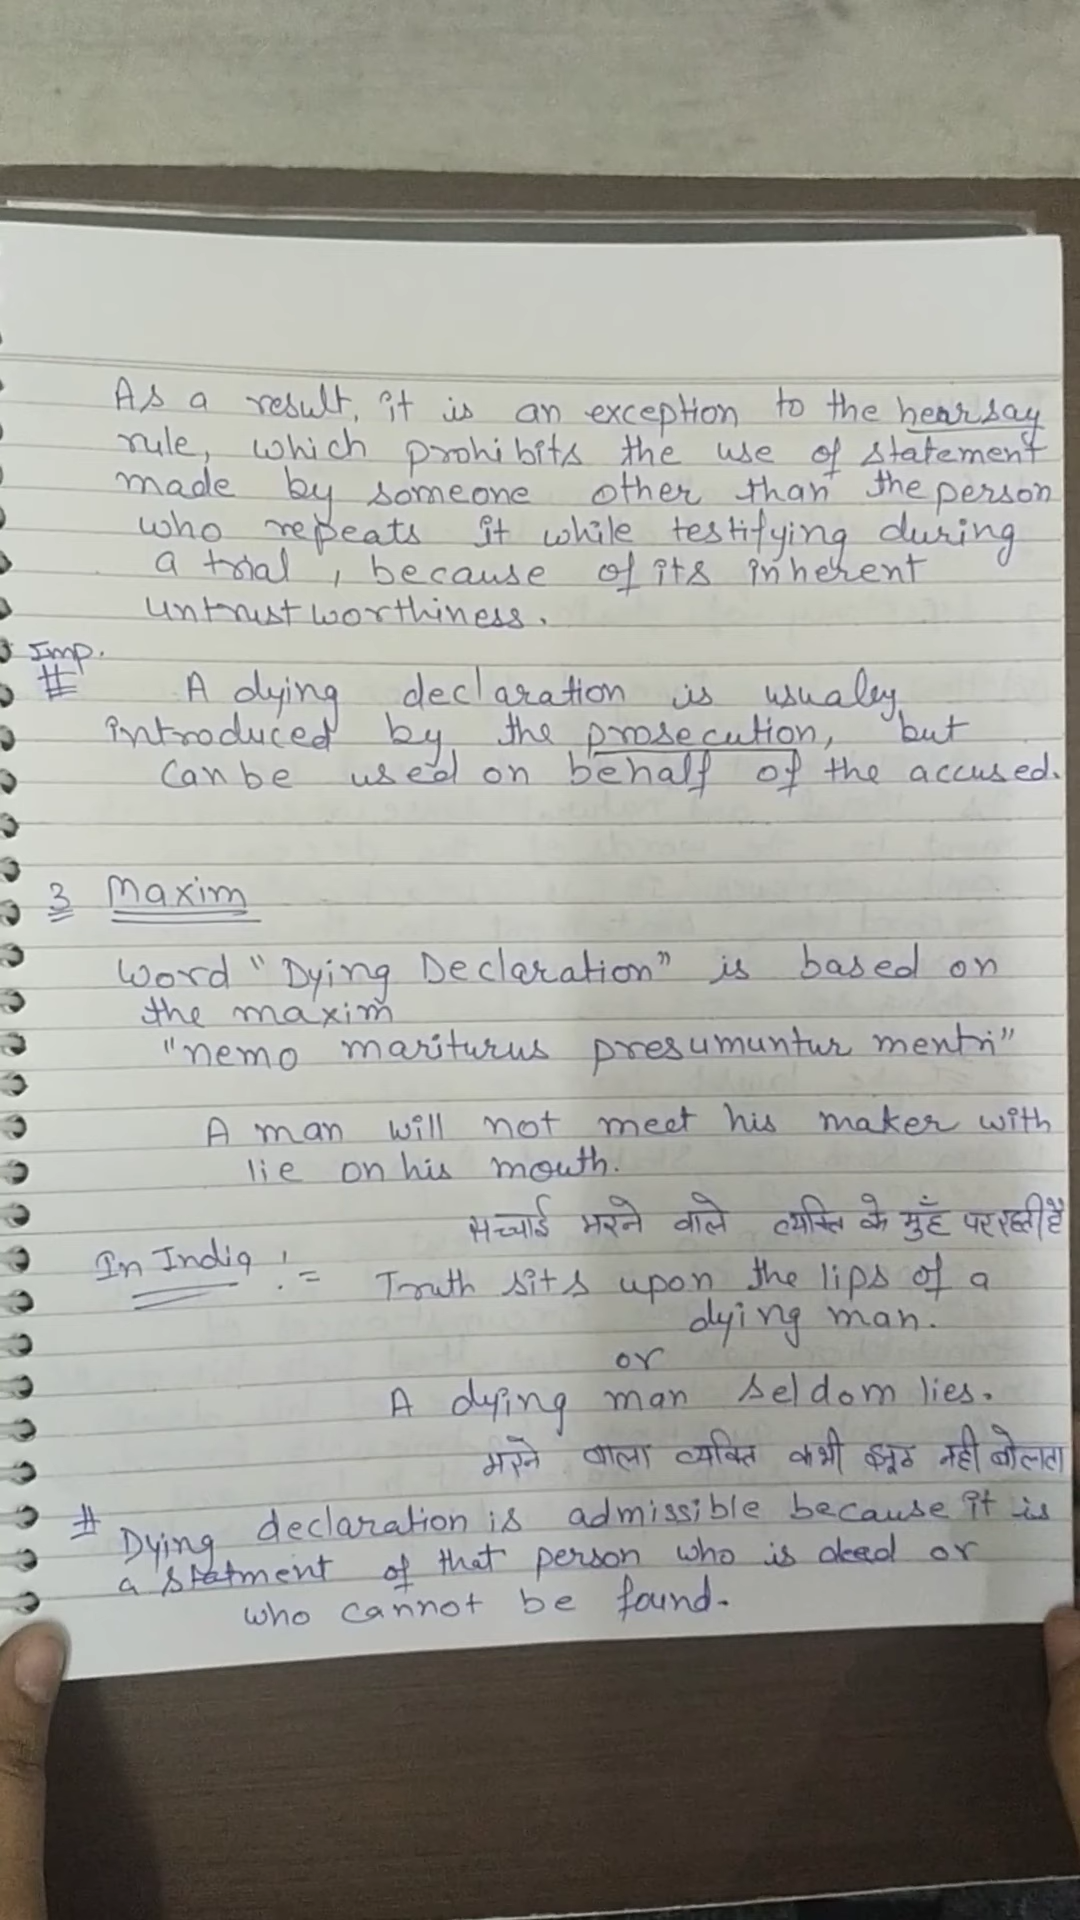 As a result, it is an exception to the hearsay
rule, which prohibits the use of statement
made by someone other than the person
who repeats it while testifying during
a trial, because of its inherent
untrustworthiness.
Imp.
# A dying declaration is usualey
introduced by the prosecution, but
can be used on behalf of the accused.
3 Maxim
Word "Dying Declaration" is based on
the maxim
"nemo mariturus presumuntur mentri"
A man will not meet his maker with
lie on his mouth.
सच्चाई मरने वाले व्यक्ति के मुहँ पर रहती है
In India := Truth sits upon the lips of a
dying man.
or
A dying man seldom lies.
मरने वाला व्यक्ति कभी झूठ नही बोलता
# Dying declaration is admissible because it is
a statment of that person who is dead or
who cannot be found.